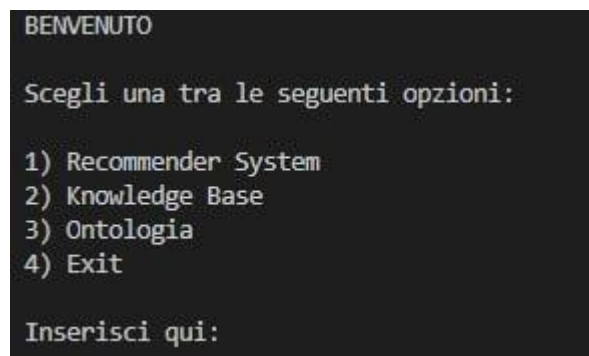 BENVENUTO
Scegli una tra le seguenti opzioni:
1) Recommender System
2) Knowledge Base
3) Ontologia
4) Exit
Inserisci qui: